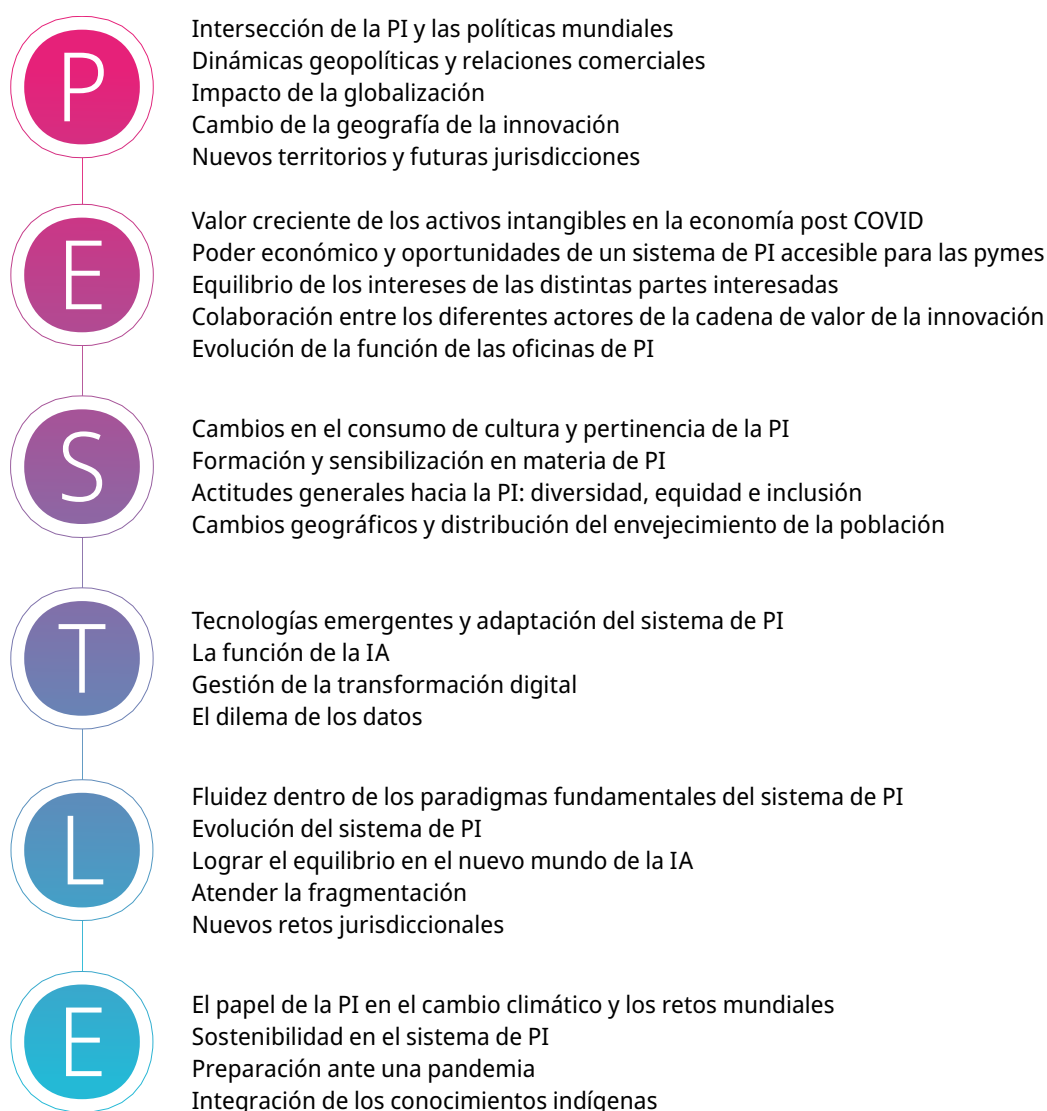 P
Intersección de la PI y las políticas mundiales
Dinámicas geopolíticas y relaciones comerciales
Impacto de la globalización
Cambio de la geografía de la innovación
Nuevos territorios y futuras jurisdicciones
E
Valor creciente de los activos intangibles en la economía post COVID
Poder económico y oportunidades de un sistema de PI accesible para las pymes
Equilibrio de los intereses de las distintas partes interesadas
Colaboración entre los diferentes actores de la cadena de valor de la innovación
Evolución de la función de las oficinas de PI
S
Cambios en el consumo de cultura y pertinencia de la PI
Formación y sensibilización en materia de PI
Actitudes generales hacia la PI: diversidad, equidad e inclusión
Cambios geográficos y distribución del envejecimiento de la población
T
Tecnologías emergentes y adaptación del sistema de PI
La función de la IA
Gestión de la transformación digital
El dilema de los datos
L
Fluidez dentro de los paradigmas fundamentales del sistema de PI
Evolución del sistema de PI
Lograr el equilibrio en el nuevo mundo de la IA
Atender la fragmentación
Nuevos retos jurisdiccionales
E
El papel de la PI en el cambio climático y los retos mundiales
Sostenibilidad en el sistema de PI
Preparación ante una pandemia
Integración de los conocimientos indígenas